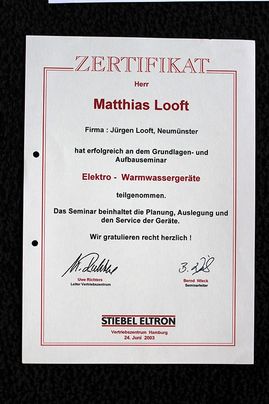 ZERTIFIKAT
Herr
Matthias Looft
Firma : Jürgen Looft, Neumünster
hat erfolgreich an dem Grundlagen- und
Aufbauseminar
Elektro - Warmwassergeräte
teilgenommen.
Das Seminar beinhaltet die Planung, Auslegung und
den Service der Geräte.
Wir gratulieren recht herzlich !
Uwe Richters Bernd Wieck
Leiter Vertriebszentrum Seminarleiter
STIEBEL ELTRON
Vertriebszentrum Hamburg
24. Juni 2003